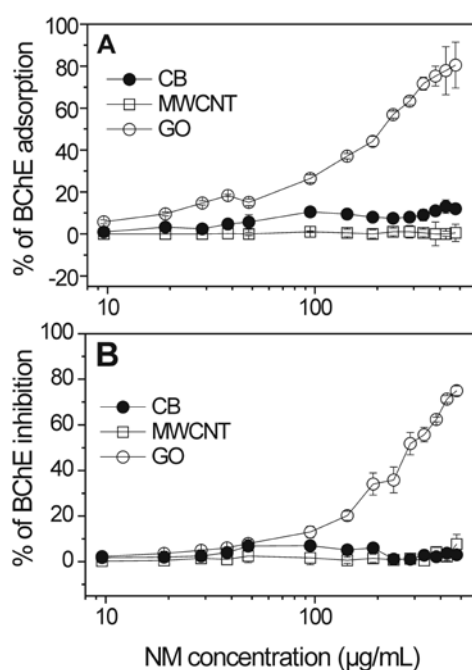 A
100
80
60
40
20
0
-20
% of BChE adsorption
CB
MWCNT
GO
10
100
B
100
80
60
40
20
0
% of BChE inhibition
CB
MWCNT
GO
10
100
NM concentration (µg/mL)